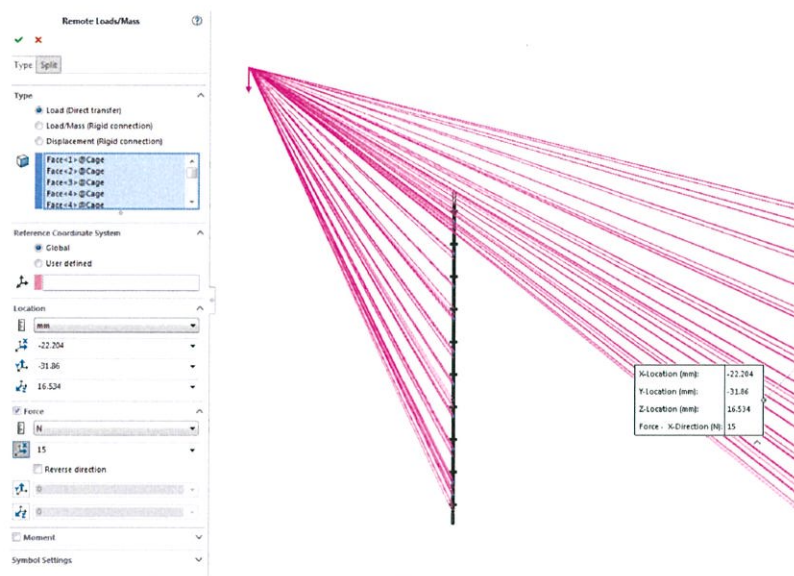 Remote Loads/Mass
Type Split
Type
Load (Direct transfer)
Load/Mass (Rigid connection)
Displacement (Rigid connection)
Face<1>@Cage
Face<2>@Cage
Face<3>@Cage
Face<4>@Cage
Face<4>@Cage
Reference Coordinate System
Global
User defined
Location
mm
-22.204
-31.86
16.534
Force
N
15
Reverse direction
0
0
Moment
Symbol Settings
X-Location (mm): -22.204
Y-Location (mm): -31.86
Z-Location (mm): 16.534
Force - X-Direction (N): 15